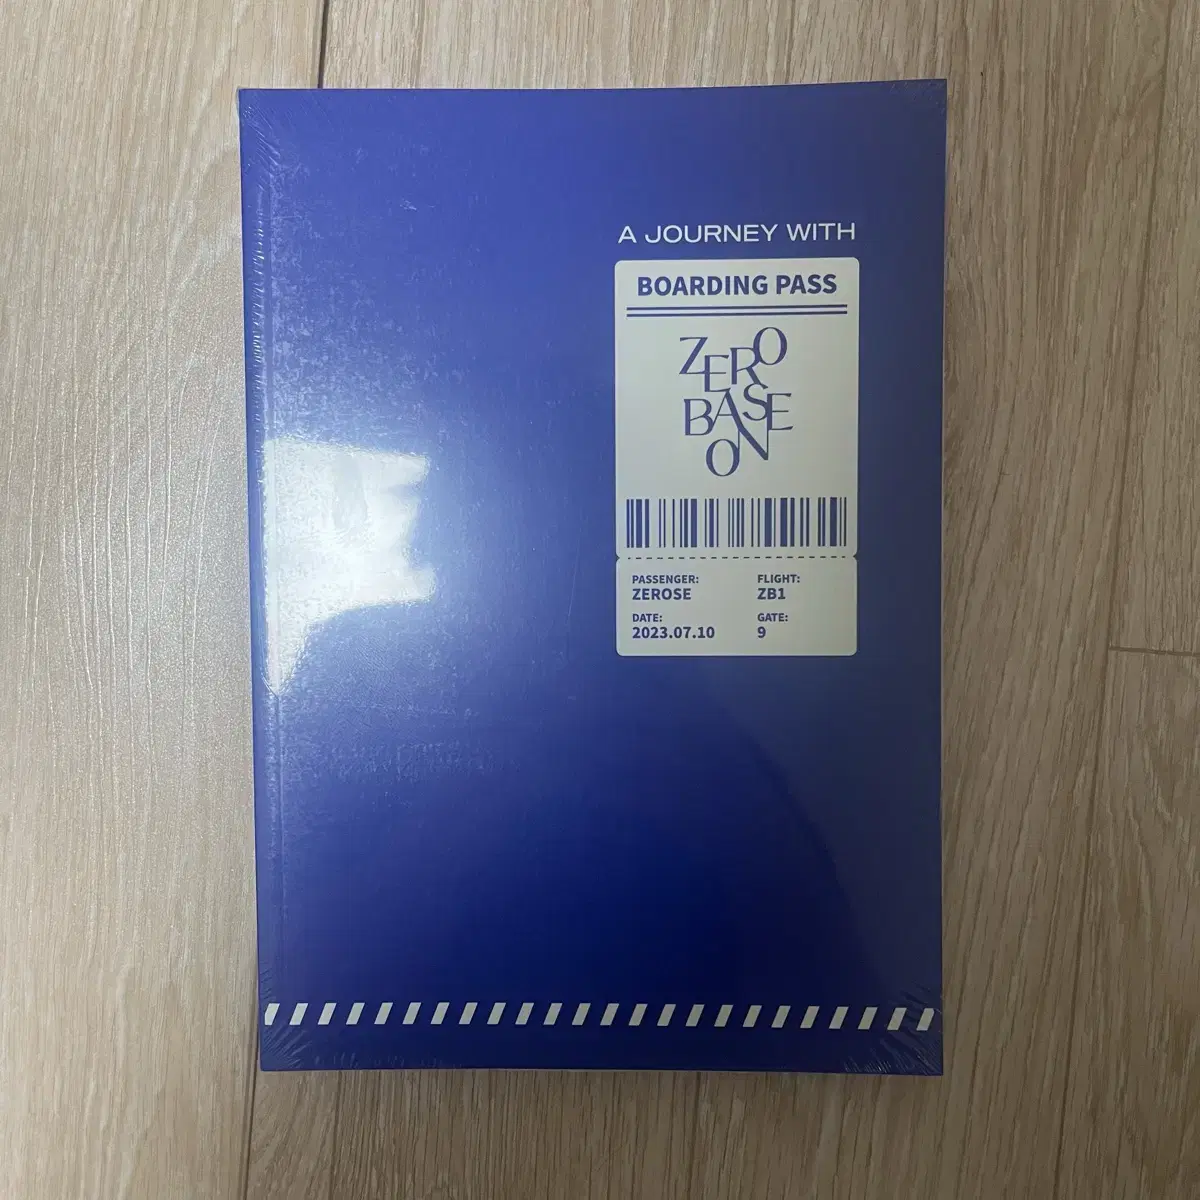 A JOURNEY WITH
BOARDING PASS
ZERO
BASE
ON
PASSENGER: FLIGHT:
ZEROSE ZB1
DATE: GATE:
2023.07.10 9